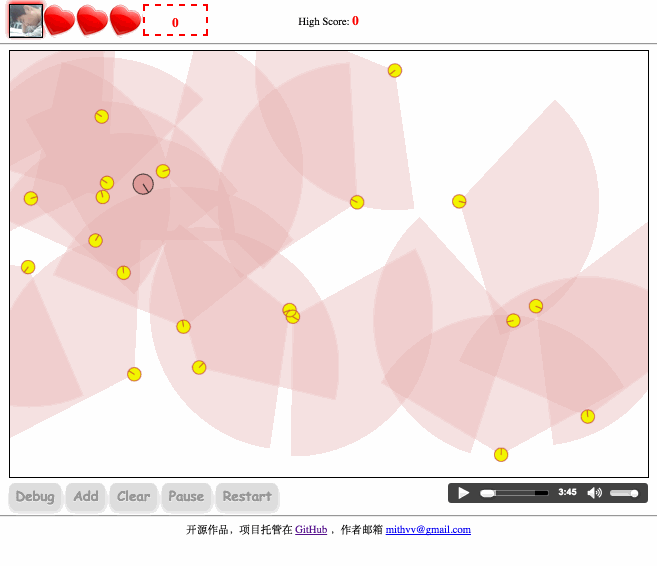 0
High Score: 0
Debug Add Clear Pause Restart
3:45
开源作品，项目托管在 GitHub ，作者邮箱 mithvv@gmail.com